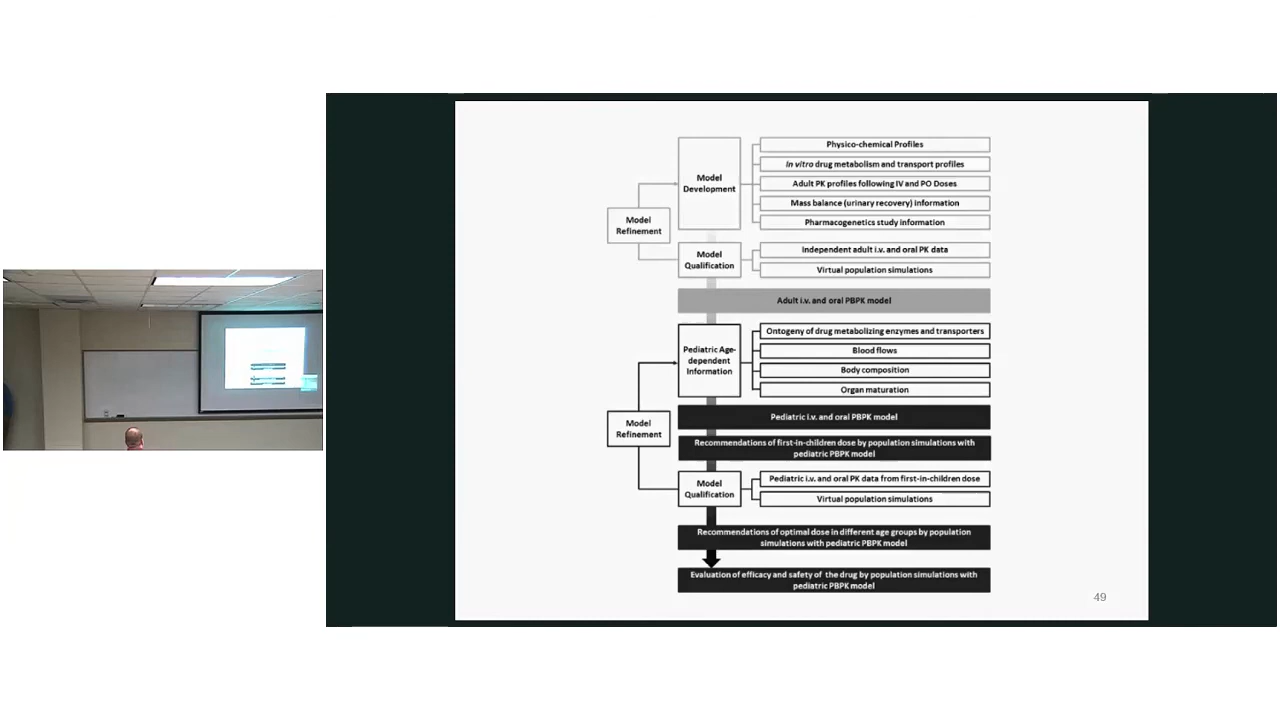 Physico-chemical Profiles
In vitro drug metabolism and transport profiles
Model
Development
Adult PK profiles following IV and PO Doses
Mass balance (urinary recovery) Information
Pharmacogenetics study information
Model
Refinement
Model
Qualification
Independent adult i.v. and oral PK data
Virtual population simulations
Adult i.v. and oral PBPK model
Pediatric Age-
dependent
Information
Ontogeny of drug metabolizing enzymes and transporters
Blood flows
Body composition
Organ maturation
Pediatric i.v. and oral PBPK model
Model
Refinement
Recommendations of first-in-children dose by population simulations with
pediatric PBPK model
Model
Qualification
Pediatric i.v. and oral PK data from first-in-children dose
Virtual population simulations
Recommendations of optimal dose in different age groups by population
simulations with pediatric PBPK model
Evaluation of efficacy and safety of the drug by population simulations with
pediatric PBPK model
49